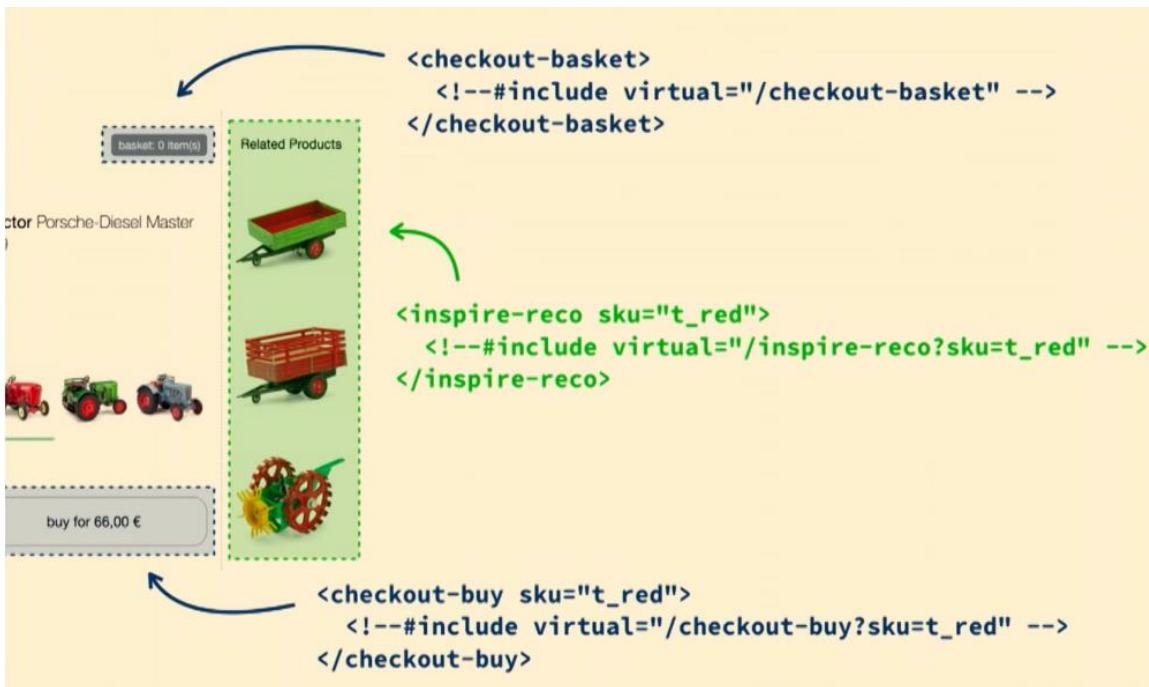 <checkout-basket>
<!--#include virtual="/checkout-basket" -->
</checkout-basket>
basket: 0 item(s)
Related Products
ctor Porsche-Diesel Master
<inspire-reco sku="t_red">
<!--#include virtual="/inspire-reco?sku=t_red" -->
</inspire-reco>
buy for 66,00 €
<checkout-buy sku="t_red">
<!--#include virtual="/checkout-buy?sku=t_red" -->
</checkout-buy>